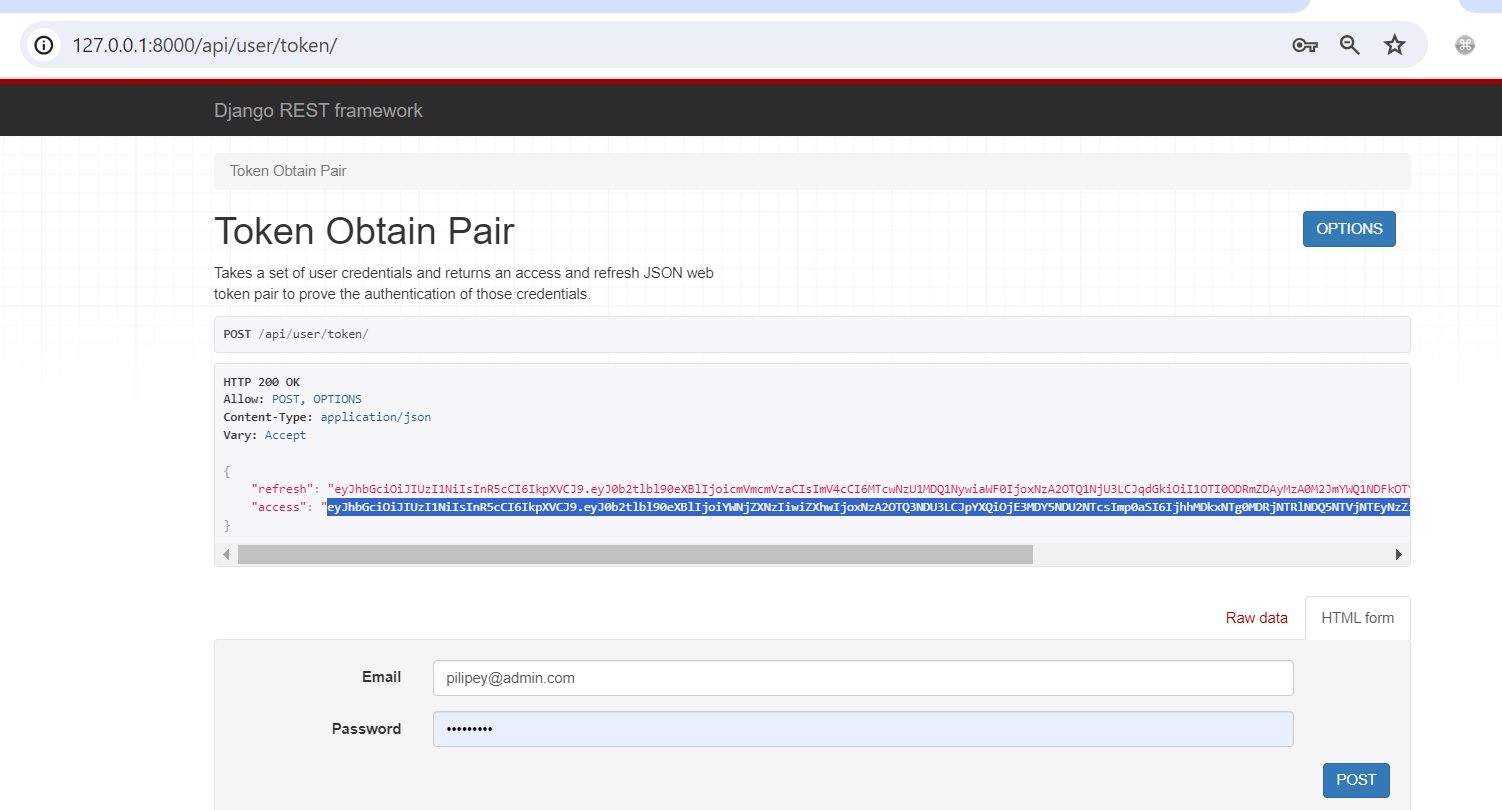 127.0.0.1:8000/api/user/token/
Django REST framework
Token Obtain Pair
Token Obtain Pair
OPTIONS
Takes a set of user credentials and returns an access and refresh JSON web
token pair to prove the authentication of those credentials.
POST /api/user/token/
HTTP 200 OK
Allow: POST, OPTIONS
Content-Type: application/json
Vary: Accept
{
"refresh": "eyJhbGciOiJIUzI1NiIsInR5cCI6IkpXVCJ9.eyJ0b2tlbl90eXBlIjoicmVmcmVzaCIsImV4cCI6MTcwNzU1MDQ1NywiaWF0IjoxNzA2OTQ1NjU3LCJqdGkiOiI1OTI0ODRmZDAyMzA0M2JmYWQ1NDFkOTY
"access": "eyJhbGciOiJIUzI1NiIsInR5cCI6IkpXVCJ9.eyJ0b2tlbl90eXBlIjoiYWNjZXNzIiwiZXhwIjoxNzA2OTQ3NDU3LCJpYXQiOjE3MDY5NDU2NTcsImp0aSI6IjhhMDkxNTg0MDRjNTRlNDQ5NTVjNTEyNzZi
}
Raw data
HTML form
Email
pilipey@admin.com
Password
•••••••••
POST